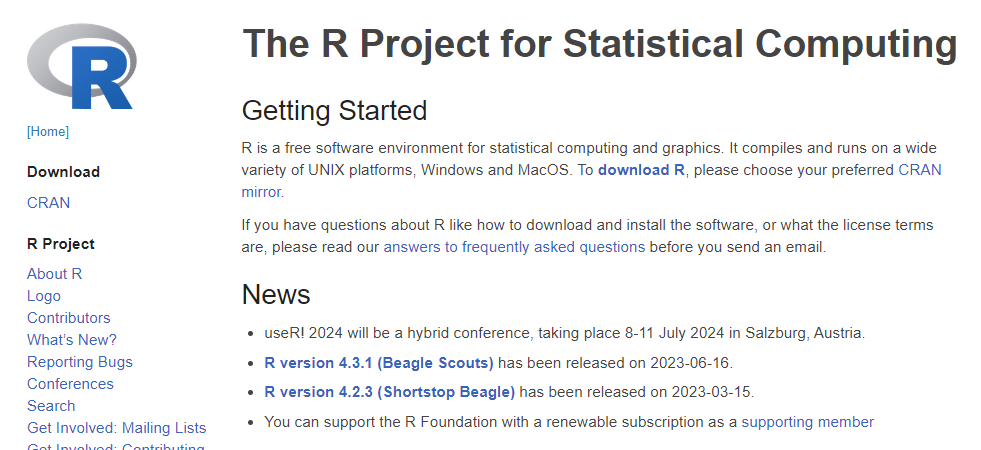 R
[Home]
Download
CRAN
R Project
About R
Logo
Contributors
What's New?
Reporting Bugs
Conferences
Search
Get Involved: Mailing Lists
Get Involved: Contributing
The R Project for Statistical Computing
Getting Started
R is a free software environment for statistical computing and graphics. It compiles and runs on a wide
variety of UNIX platforms, Windows and MacOS. To download R, please choose your preferred CRAN
mirror.
If you have questions about R like how to download and install the software, or what the license terms
are, please read our answers to frequently asked questions before you send an email.
News
• useR! 2024 will be a hybrid conference, taking place 8-11 July 2024 in Salzburg, Austria.
• R version 4.3.1 (Beagle Scouts) has been released on 2023-06-16.
• R version 4.2.3 (Shortstop Beagle) has been released on 2023-03-15.
• You can support the R Foundation with a renewable subscription as a supporting member